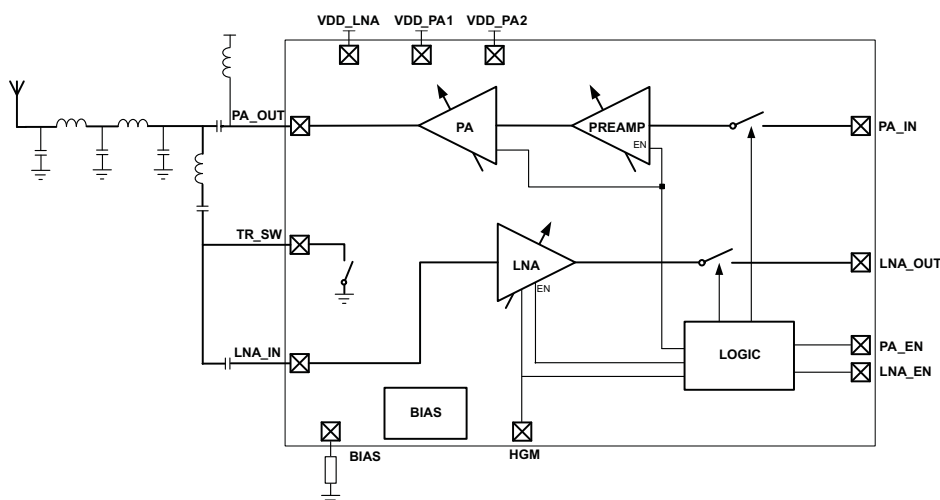 VDD_LNA VDD_PA1 VDD_PA2
PA_OUT
PA
PREAMP
EN
PA_IN
TR_SW
LNA
EN
LNA_OUT
LNA_IN
LOGIC
PA_EN
LNA_EN
BIAS
BIAS
HGM